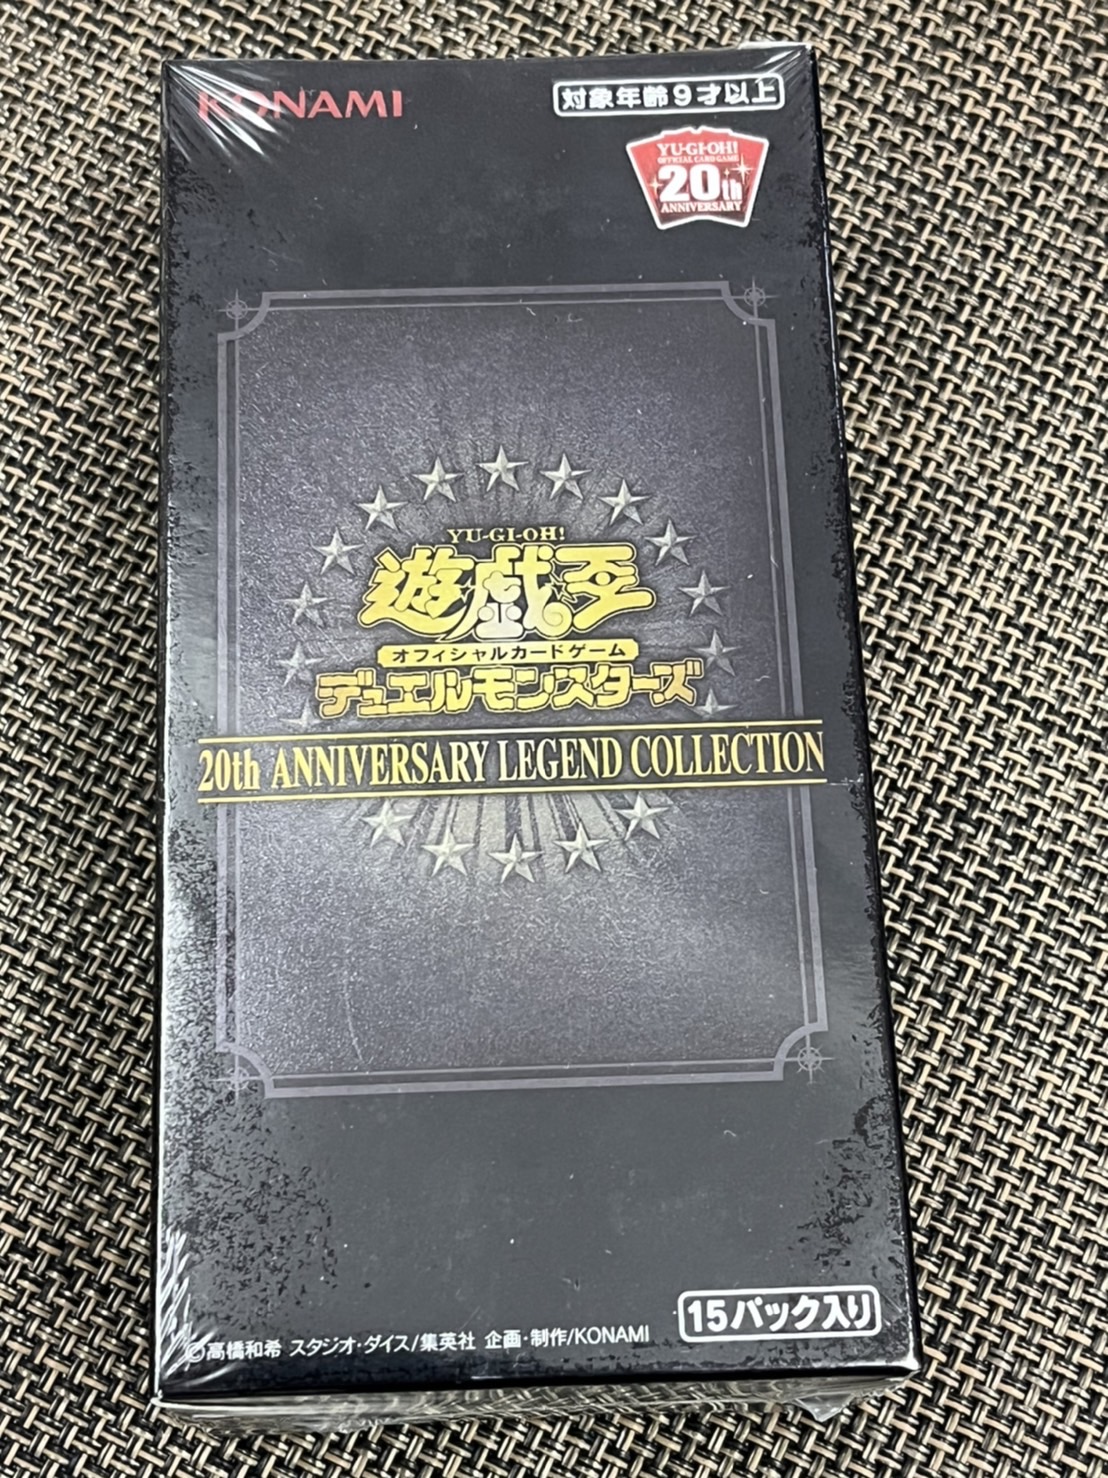 KONAMI
対象年齢9才以上
YU-GI-OH!
OFFICIAL CARD GAME
20th
ANNIVERSARY
YU-GI-OH!
遊戯王
オフィシャルカードゲーム
デュエルモンスターズ
20th ANNIVERSARY LEGEND COLLECTION
15パック入り
©高橋和希 スタジオ・ダイス/集英社 企画・制作/KONAMI